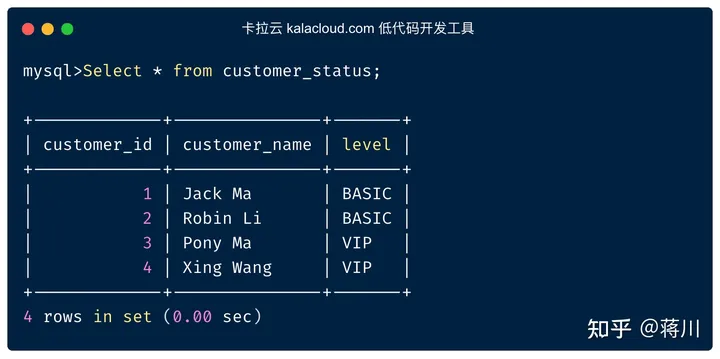 卡拉云 kalacloud.com 低代码开发工具
mysql>Select * from customer_status;
+-------------+---------------+-------+
| customer_id | customer_name | level |
+-------------+---------------+-------+
|           1 | Jack Ma       | BASIC |
|           2 | Robin Li      | BASIC |
|           3 | Pony Ma       | VIP   |
|           4 | Xing Wang     | VIP   |
+-------------+---------------+-------+
4 rows in set (0.00 sec)
知乎 @蒋川